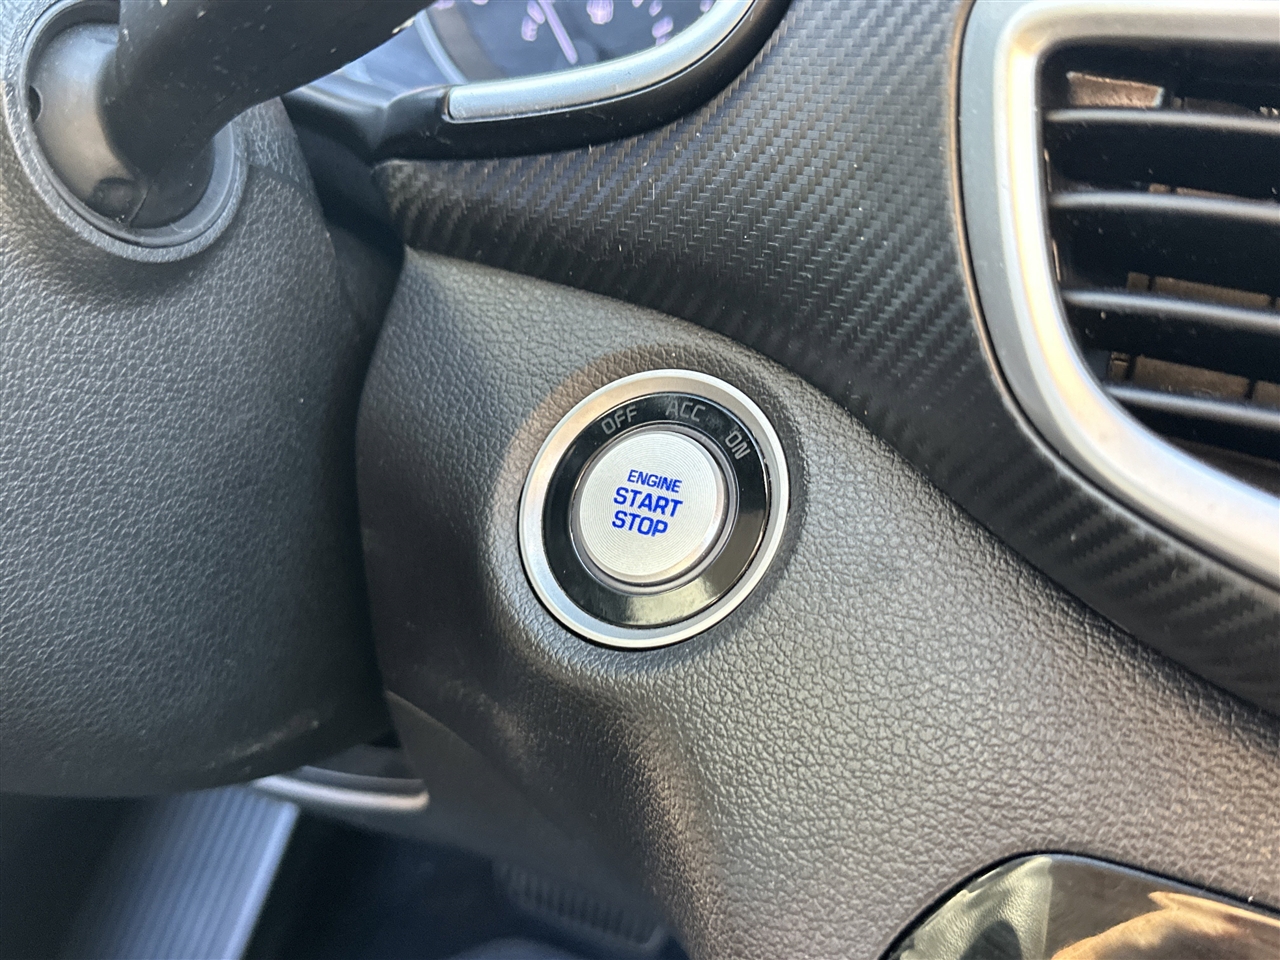 OFF ACC ON
ENGINE
START
STOP